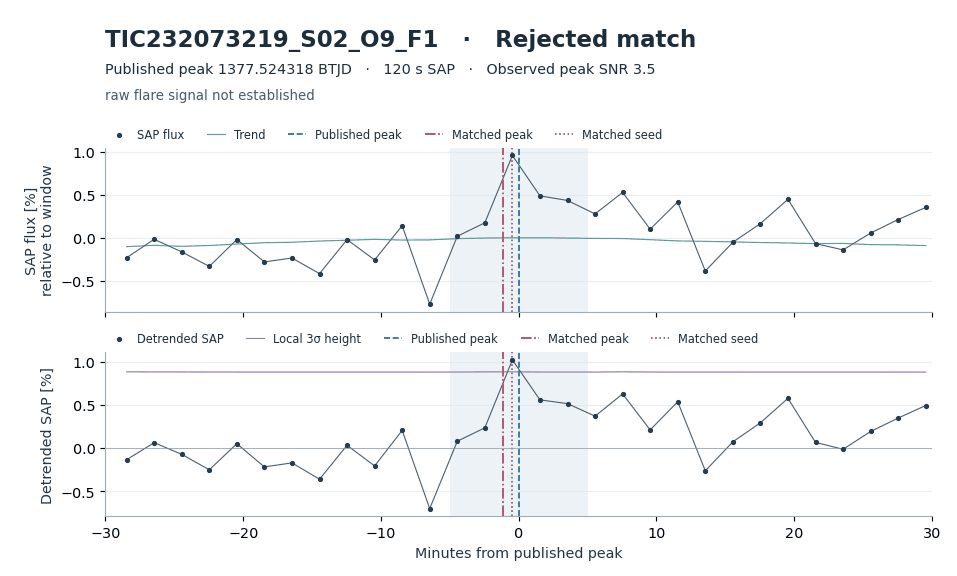 TIC232073219_S02_O9_F1 · Rejected match
Published peak 1377.524318 BTJD · 120 s SAP · Observed peak SNR 3.5
raw flare signal not established
SAP flux Trend Published peak Matched peak Matched seed
SAP flux [%]
relative to window
1.0
0.5
0.0
−0.5
Detrended SAP Local 3σ height Published peak Matched peak Matched seed
Detrended SAP [%]
1.0
0.5
0.0
−0.5
−30 −20 −10 0 10 20 30
Minutes from published peak